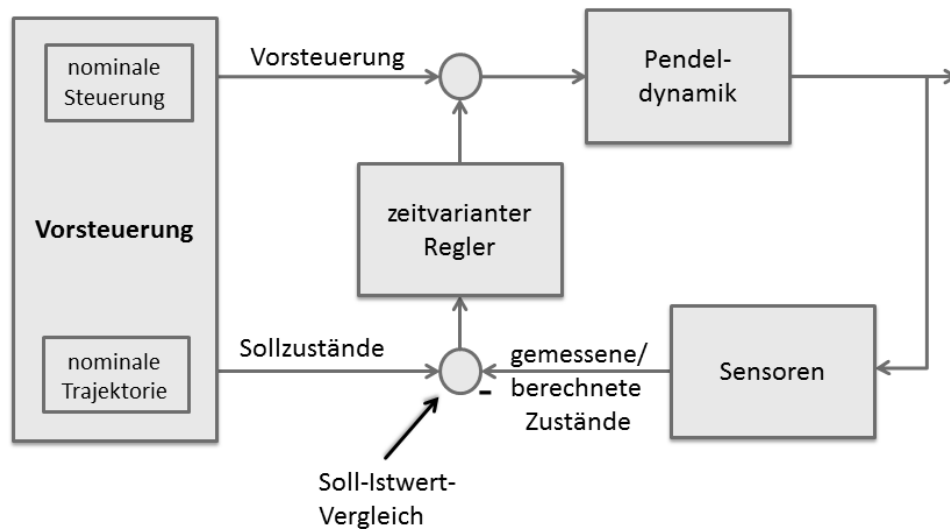 nominale
Steuerung
Vorsteuerung
Pendel-
dynamik
Vorsteuerung
zeitvarianter
Regler
nominale
Trajektorie
Sollzustände
gemessene/
berechnete
Zustände
-
Sensoren
Soll-Istwert-
Vergleich